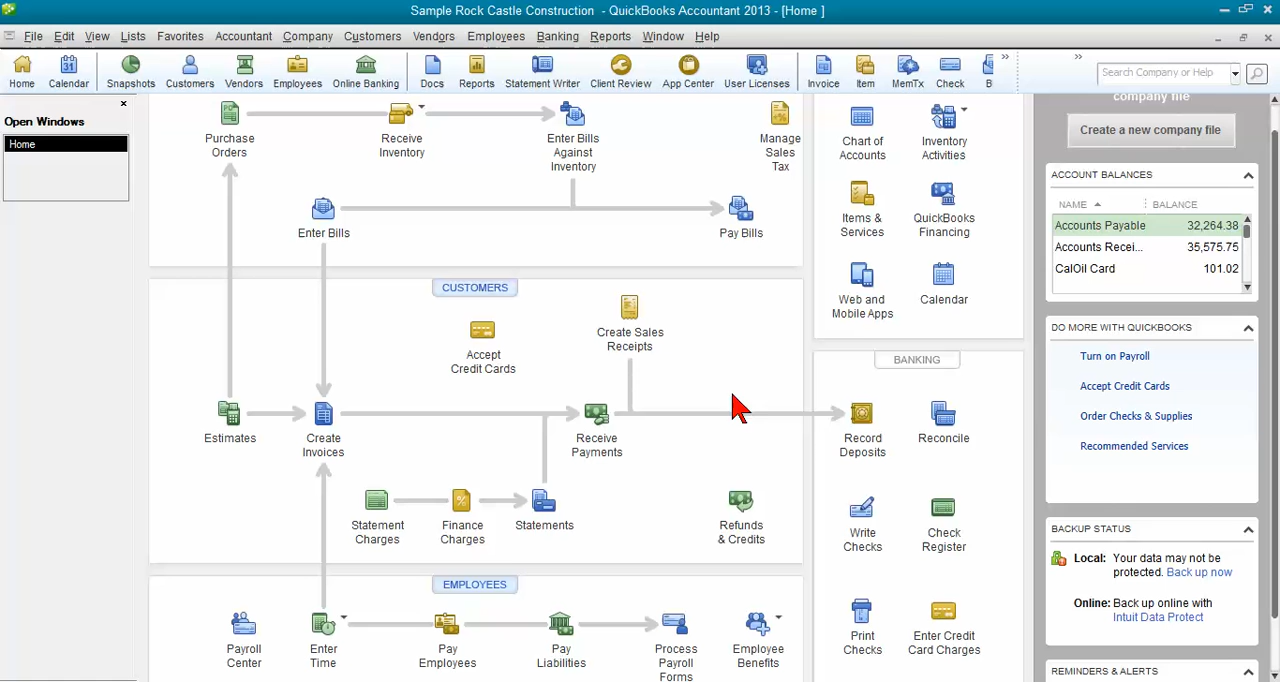 Sample Rock Castle Construction - QuickBooks Accountant 2013 - [Home ]
File Edit View Lists Favorites Accountant Company Customers Vendors Employees Banking Reports Window Help
Home Calendar Snapshots Customers Vendors Employees Online Banking Docs Reports Statement Writer Client Review App Center User Licenses Invoice Item MemTx Check B
31
» »
Search Company or Help
Open Windows
Home
Purchase
Orders
Receive
Inventory
Enter Bills
Against
Inventory
Manage
Sales
Tax
Enter Bills
Pay Bills
CUSTOMERS
Accept
Credit Cards
Create Sales
Receipts
Estimates
Create
Invoices
Receive
Payments
Statement
Charges
Finance
Charges
Statements
Refunds
& Credits
EMPLOYEES
Payroll
Center
Enter
Time
Pay
Employees
Pay
Liabilities
Process
Payroll
Forms
Employee
Benefits
Chart of
Accounts
Inventory
Activities
Items &
Services
QuickBooks
Financing
Web and
Mobile Apps
Calendar
BANKING
Record
Deposits
Reconcile
Write
Checks
Check
Register
Print
Checks
Enter Credit
Card Charges
company file
Create a new company file
ACCOUNT BALANCES
NAME BALANCE
Accounts Payable 32,264.38
Accounts Recei... 35,575.75
CalOil Card 101.02
DO MORE WITH QUICKBOOKS
Turn on Payroll
Accept Credit Cards
Order Checks & Supplies
Recommended Services
BACKUP STATUS
Local: Your data may not be
protected. Back up now
Online: Back up online with
Intuit Data Protect
REMINDERS & ALERTS